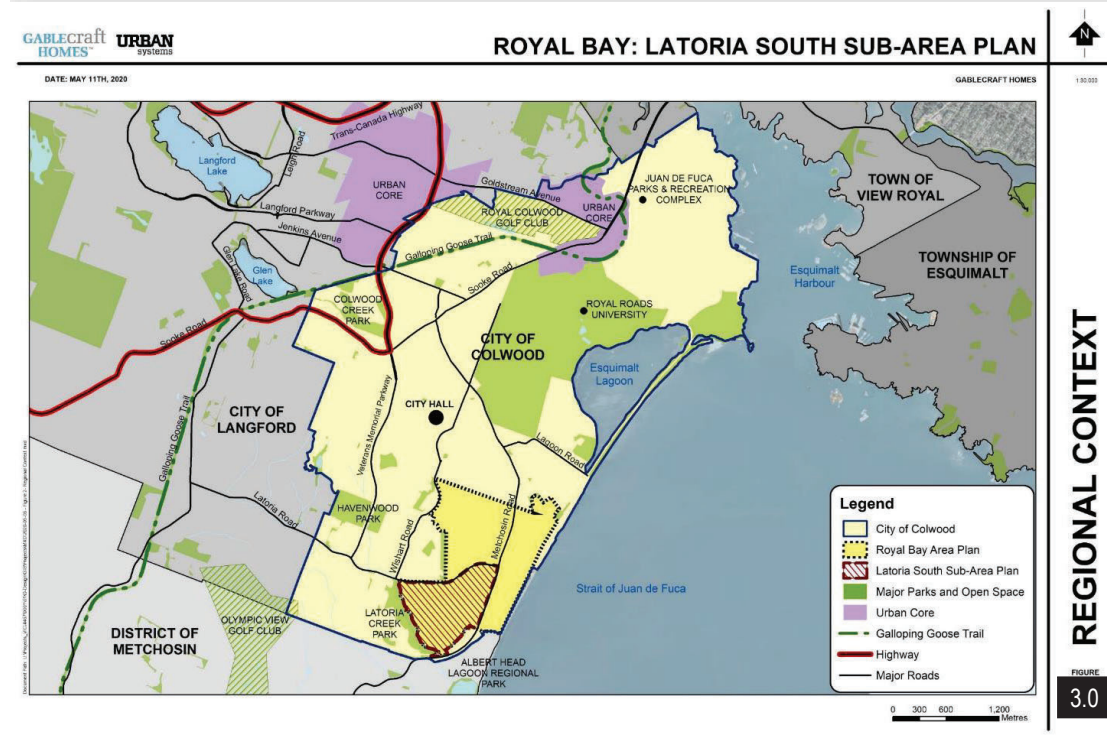 GABLECraft
HOMES™
URBAN
systems
ROYAL BAY: LATORIA SOUTH SUB-AREA PLAN
N
DATE: MAY 11TH, 2020
GABLECRAFT HOMES
Trans-Canada Highway
Leigh Road
Langford
Lake
URBAN
CORE
Goldstream Avenue
JUAN DE FUCA
PARKS & RECREATION
COMPLEX
TOWN OF
VIEW ROYAL
Langford Parkway
ROYAL COLWOOD
GOLF CLUB
URBAN
CORE
Jenkins Avenue
Galloping Goose Trail
TOWNSHIP OF
ESQUIMALT
Glen Lake Road
Glen
Lake
Sooke Road
Esquimalt
Harbour
COLWOOD
CREEK
PARK
ROYAL ROADS
UNIVERSITY
Sooke Road
CITY OF
COLWOOD
Esquimalt
Lagoon
CITY HALL
CITY OF
LANGFORD
Galloping Goose Trail
Veterans Memorial Parkway
Lagoon Road
Latoria Road
HAVENWOOD
PARK
Wishart Road
Metchosin Road
Strait of Juan de Fuca
OLYMPIC VIEW
GOLF CLUB
LATORIA
CREEK
PARK
DISTRICT OF
METCHOSIN
ALBERT HEAD
LAGOON REGIONAL
PARK
Legend
City of Colwood
Royal Bay Area Plan
Latoria South Sub-Area Plan
Major Parks and Open Space
Urban Core
Galloping Goose Trail
Highway
Major Roads
0 300 600 1,200
Metres
REGIONAL CONTEXT
FIGURE
3.0